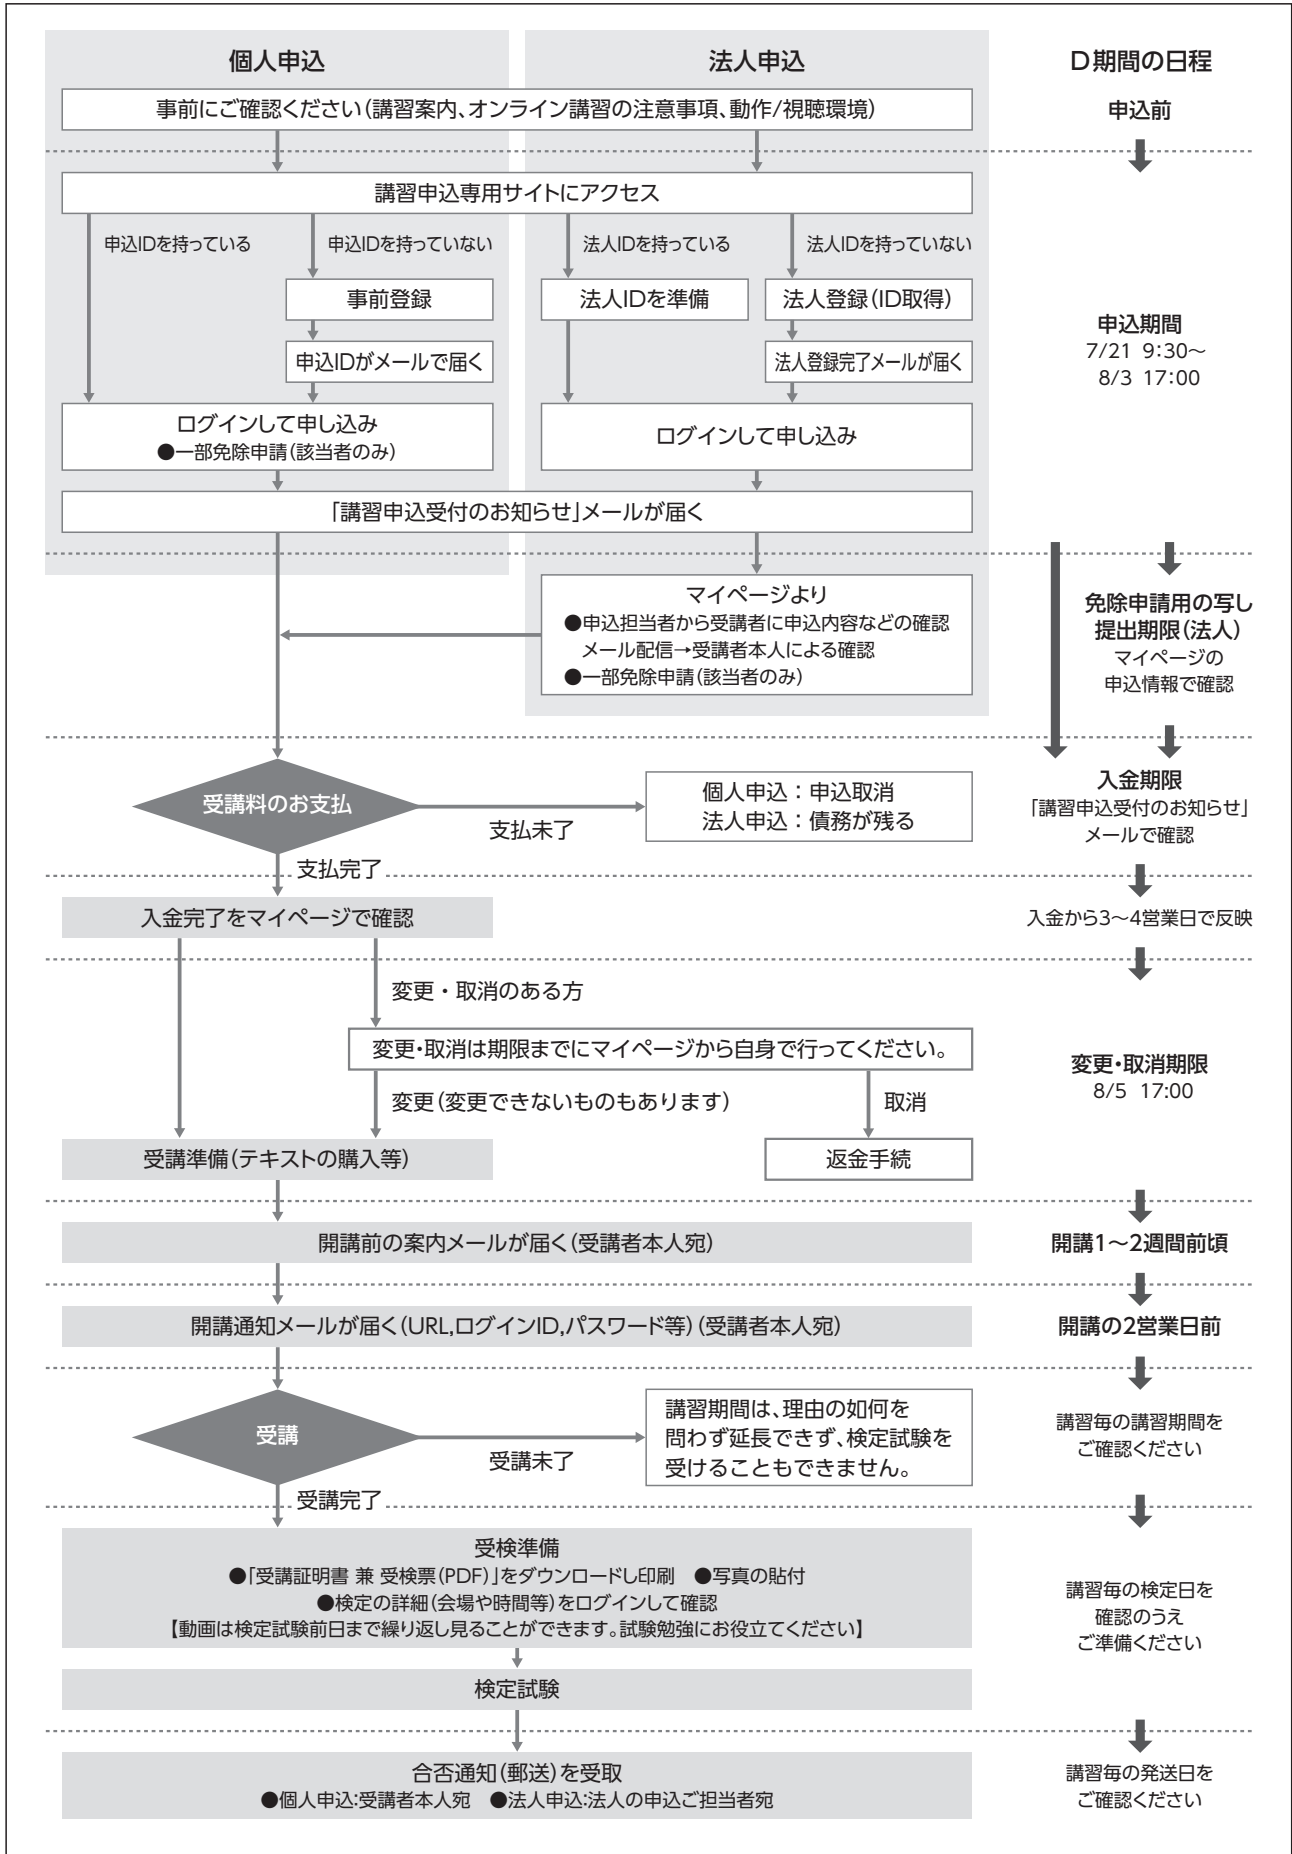 個人申込
法人申込
D期間の日程
事前にご確認ください(講習案内、オンライン講習の注意事項、動作/視聴環境)
申込前
講習申込専用サイトにアクセス
申込IDを持っている
申込IDを持っていない
法人IDを持っている
法人IDを持っていない
事前登録
法人IDを準備
法人登録(ID取得)
申込IDがメールで届く
法人登録完了メールが届く
申込期間
7/21 9:30〜
8/3 17:00
ログインして申し込み
●一部免除申請(該当者のみ)
ログインして申し込み
「講習申込受付のお知らせ」メールが届く
マイページより
●申込担当者から受講者に申込内容などの確認
メール配信→受講者本人による確認
●一部免除申請(該当者のみ)
免除申請用の写し
提出期限(法人)
マイページの
申込情報で確認
受講料のお支払
支払未了
個人申込：申込取消
法人申込：債務が残る
入金期限
「講習申込受付のお知らせ」
メールで確認
支払完了
入金完了をマイページで確認
入金から3〜4営業日で反映
変更・取消のある方
変更・取消は期限までにマイページから自身で行ってください。
変更(変更できないものもあります)
取消
変更・取消期限
8/5 17:00
受講準備(テキストの購入等)
返金手続
開講前の案内メールが届く(受講者本人宛)
開講1〜2週間前頃
開講通知メールが届く(URL,ログインID,パスワード等)(受講者本人宛)
開講の2営業日前
受講
受講未了
講習期間は、理由の如何を
問わず延長できず、検定試験を
受けることもできません。
講習毎の講習期間を
ご確認ください
受講完了
受検準備
●「受講証明書 兼 受検票(PDF)」をダウンロードし印刷 ●写真の貼付
●検定の詳細(会場や時間等)をログインして確認
【動画は検定試験前日まで繰り返し見ることができます。試験勉強にお役立てください】
講習毎の検定日を
確認のうえ
ご準備ください
検定試験
合否通知(郵送)を受取
●個人申込:受講者本人宛 ●法人申込:法人の申込ご担当者宛
講習毎の発送日を
ご確認ください